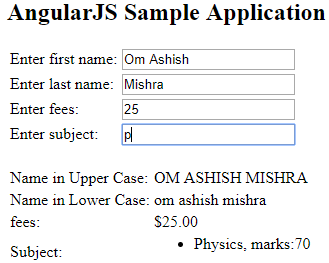 AngularJS Sample Application
Enter first name: Om Ashish
Enter last name: Mishra
Enter fees: 25
Enter subject: p
Name in Upper Case: OM ASHISH MISHRA
Name in Lower Case: om ashish mishra
fees: $25.00
Subject: • Physics, marks:70